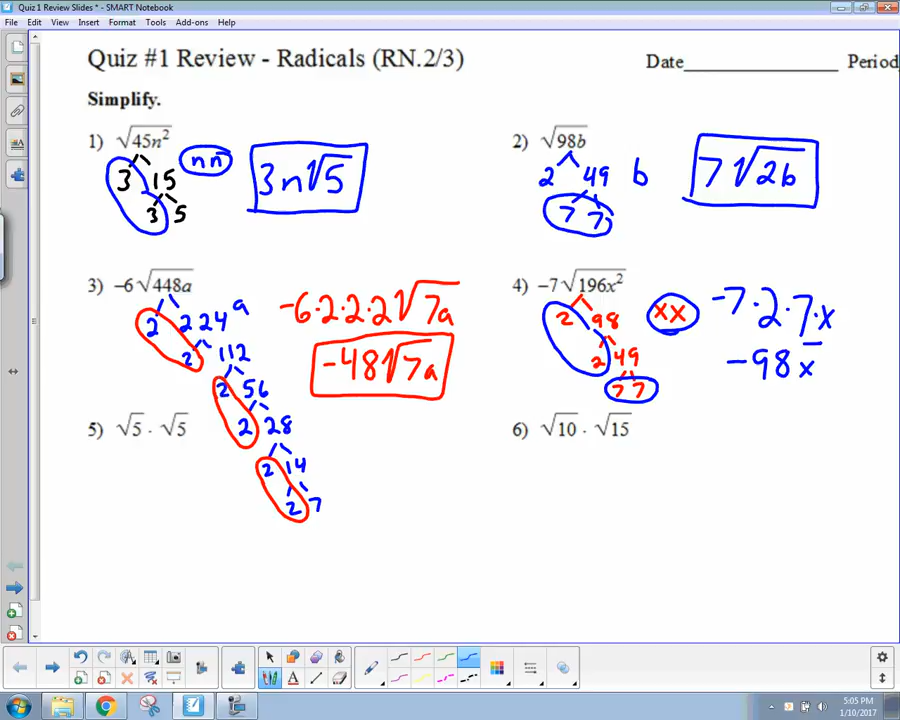 Quiz 1 Review Slides * - SMART Notebook
File Edit View Insert Format Tools Add-ons Help
Quiz #1 Review - Radicals (RN.2/3)
Date________________ Period
Simplify.
1) √45n²
n n
3 15
3 5
3n√5
2) √98b
2 49 b
7 7
7√2b
3) -6√448a
2 224 a
2 112
2 56
2 28
2 14
2 7
-6·2·2·2√7a
-48√7a
4) -7√196x²
2 98 xx
2 49
7 7
-7·2·7·x
-98x
5) √5 · √5
6) √10 · √15
5:05 PM
1/10/2017